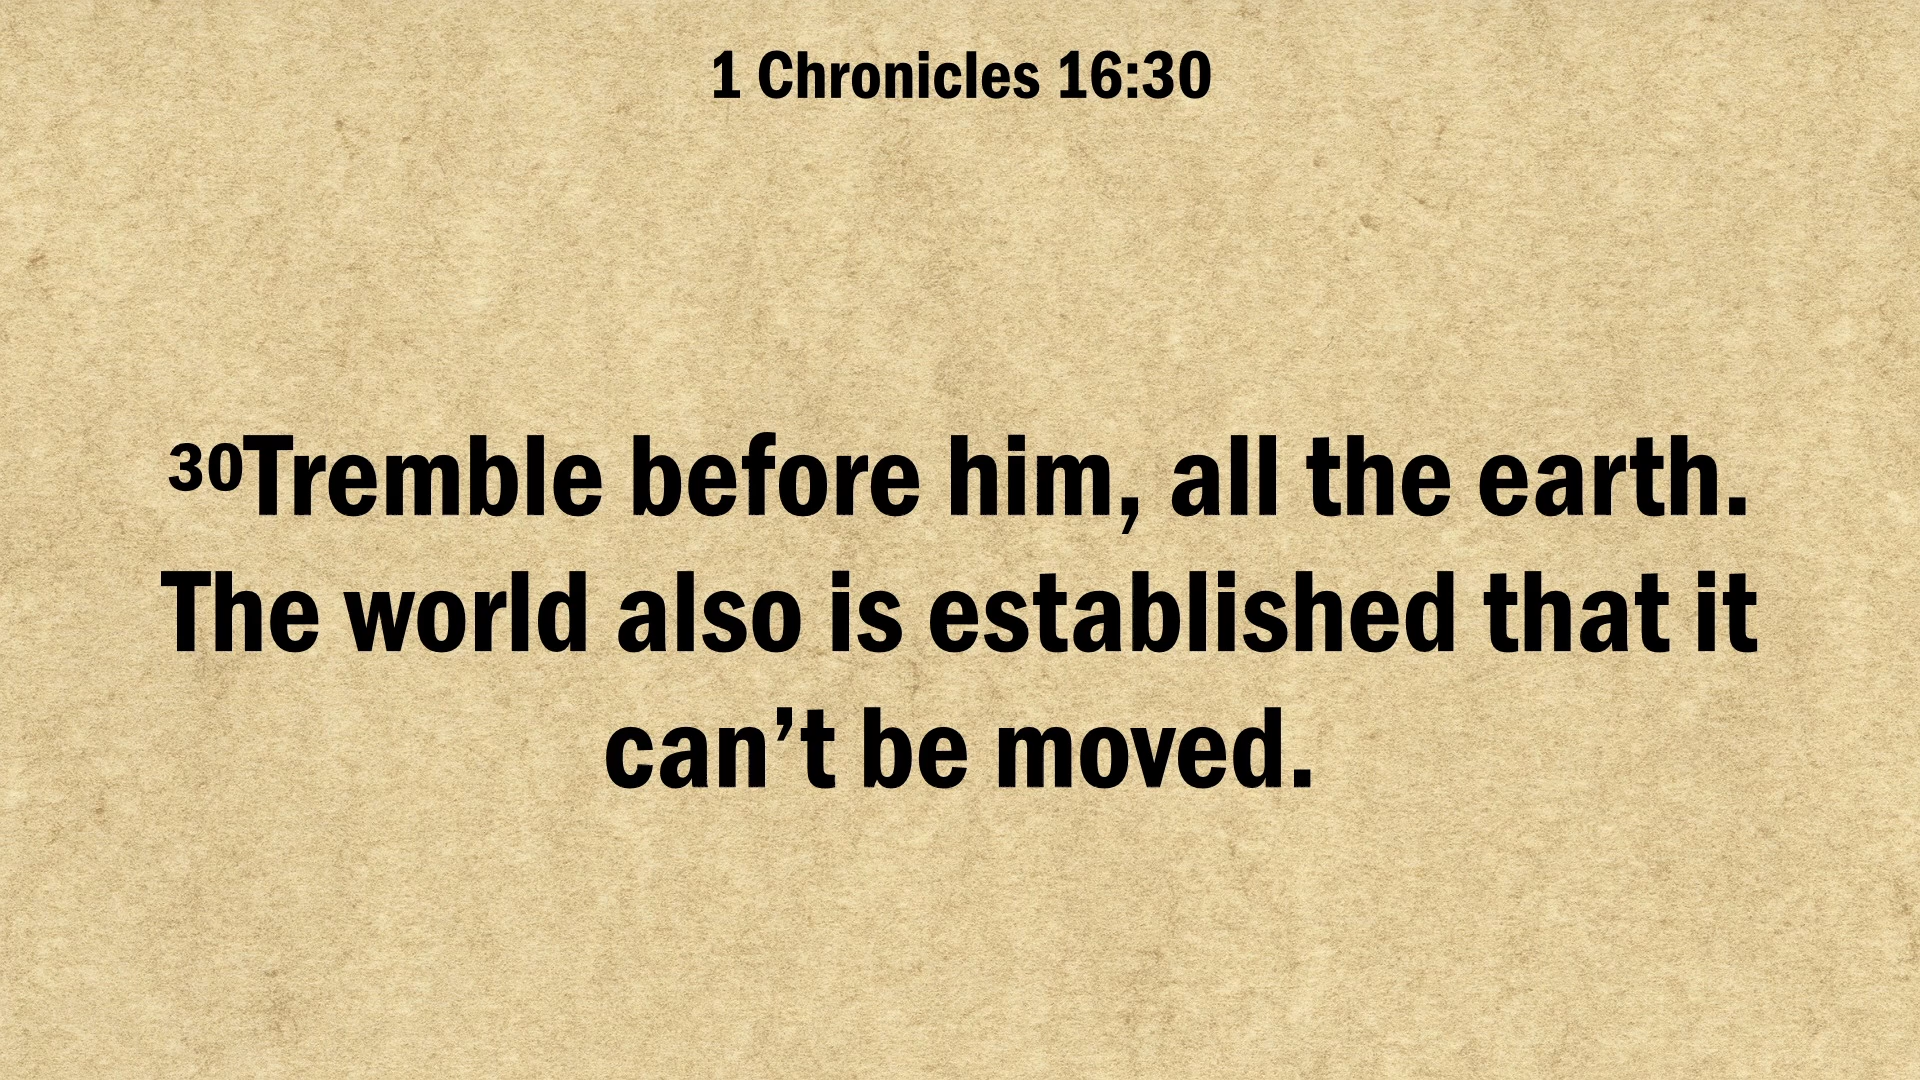 1 Chronicles 16:30
³⁰Tremble before him, all the earth.
The world also is established that it
can’t be moved.